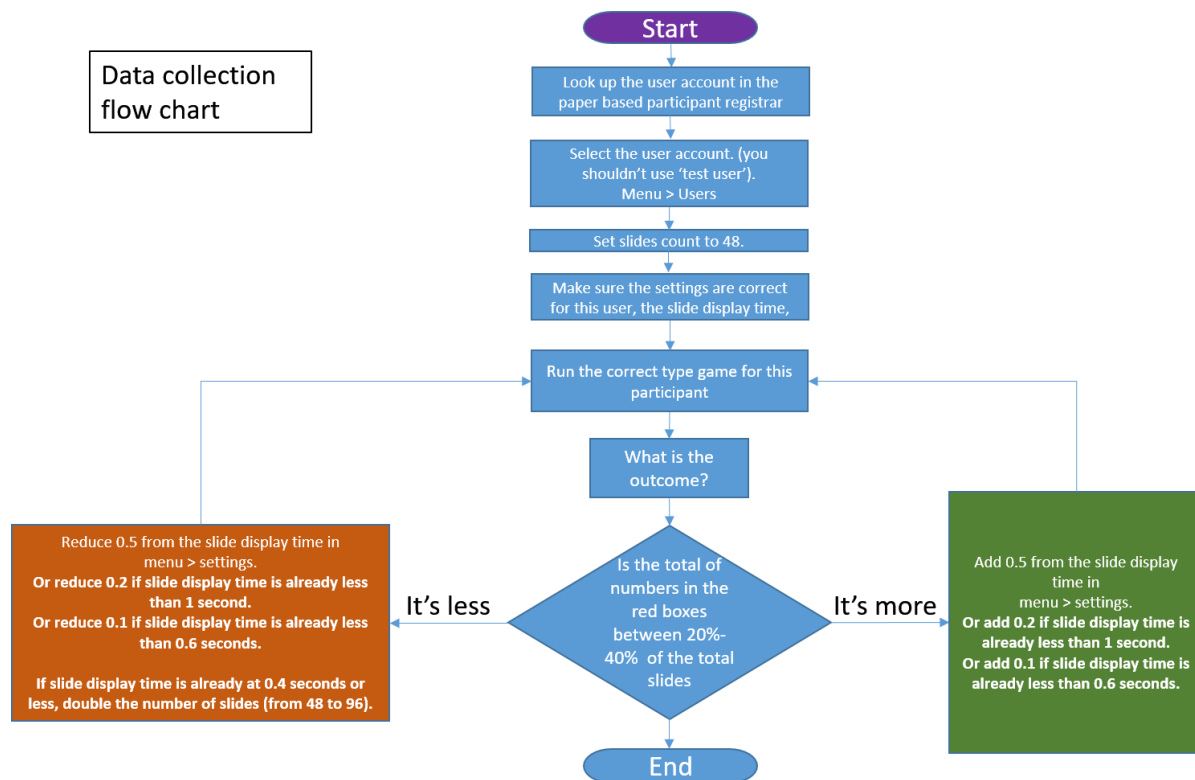 Start
Data collection
flow chart
Look up the user account in the
paper based participant registrar
Select the user account. (you
shouldn't use 'test user').
Menu > Users
Set slides count to 48.
Make sure the settings are correct
for this user, the slide display time,
Run the correct type game for this
participant
What is the
outcome?
Is the total of
numbers in the
red boxes
between 20%-
40% of the total
slides
It's less
Reduce 0.5 from the slide display time in
menu > settings.
Or reduce 0.2 if slide display time is already less
than 1 second.
Or reduce 0.1 if slide display time is already less
than 0.6 seconds.
If slide display time is already at 0.4 seconds or
less, double the number of slides (from 48 to 96).
It's more
Add 0.5 from the slide display
time in
menu > settings.
Or add 0.2 if slide display time is
already less than 1 second.
Or add 0.1 if slide display time is
already less than 0.6 seconds.
End